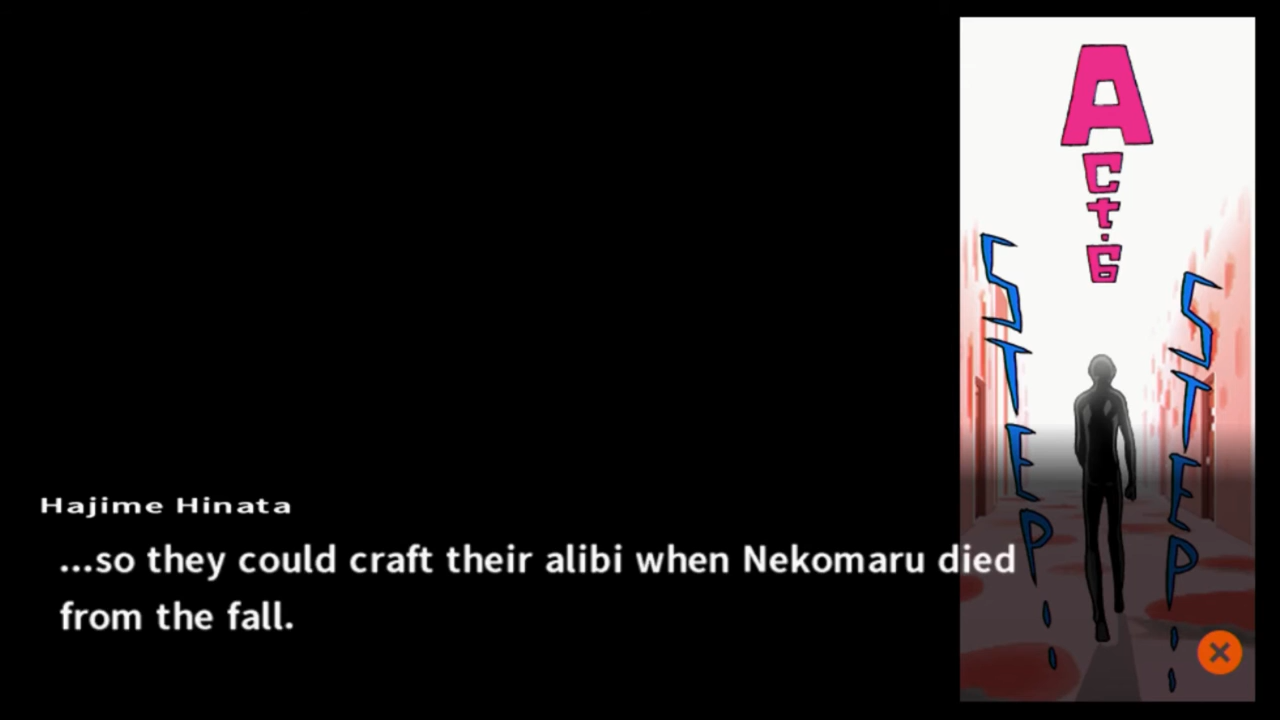 Act.6
STEP..
STEP..
Hajime Hinata
...so they could craft their alibi when Nekomaru died
from the fall.